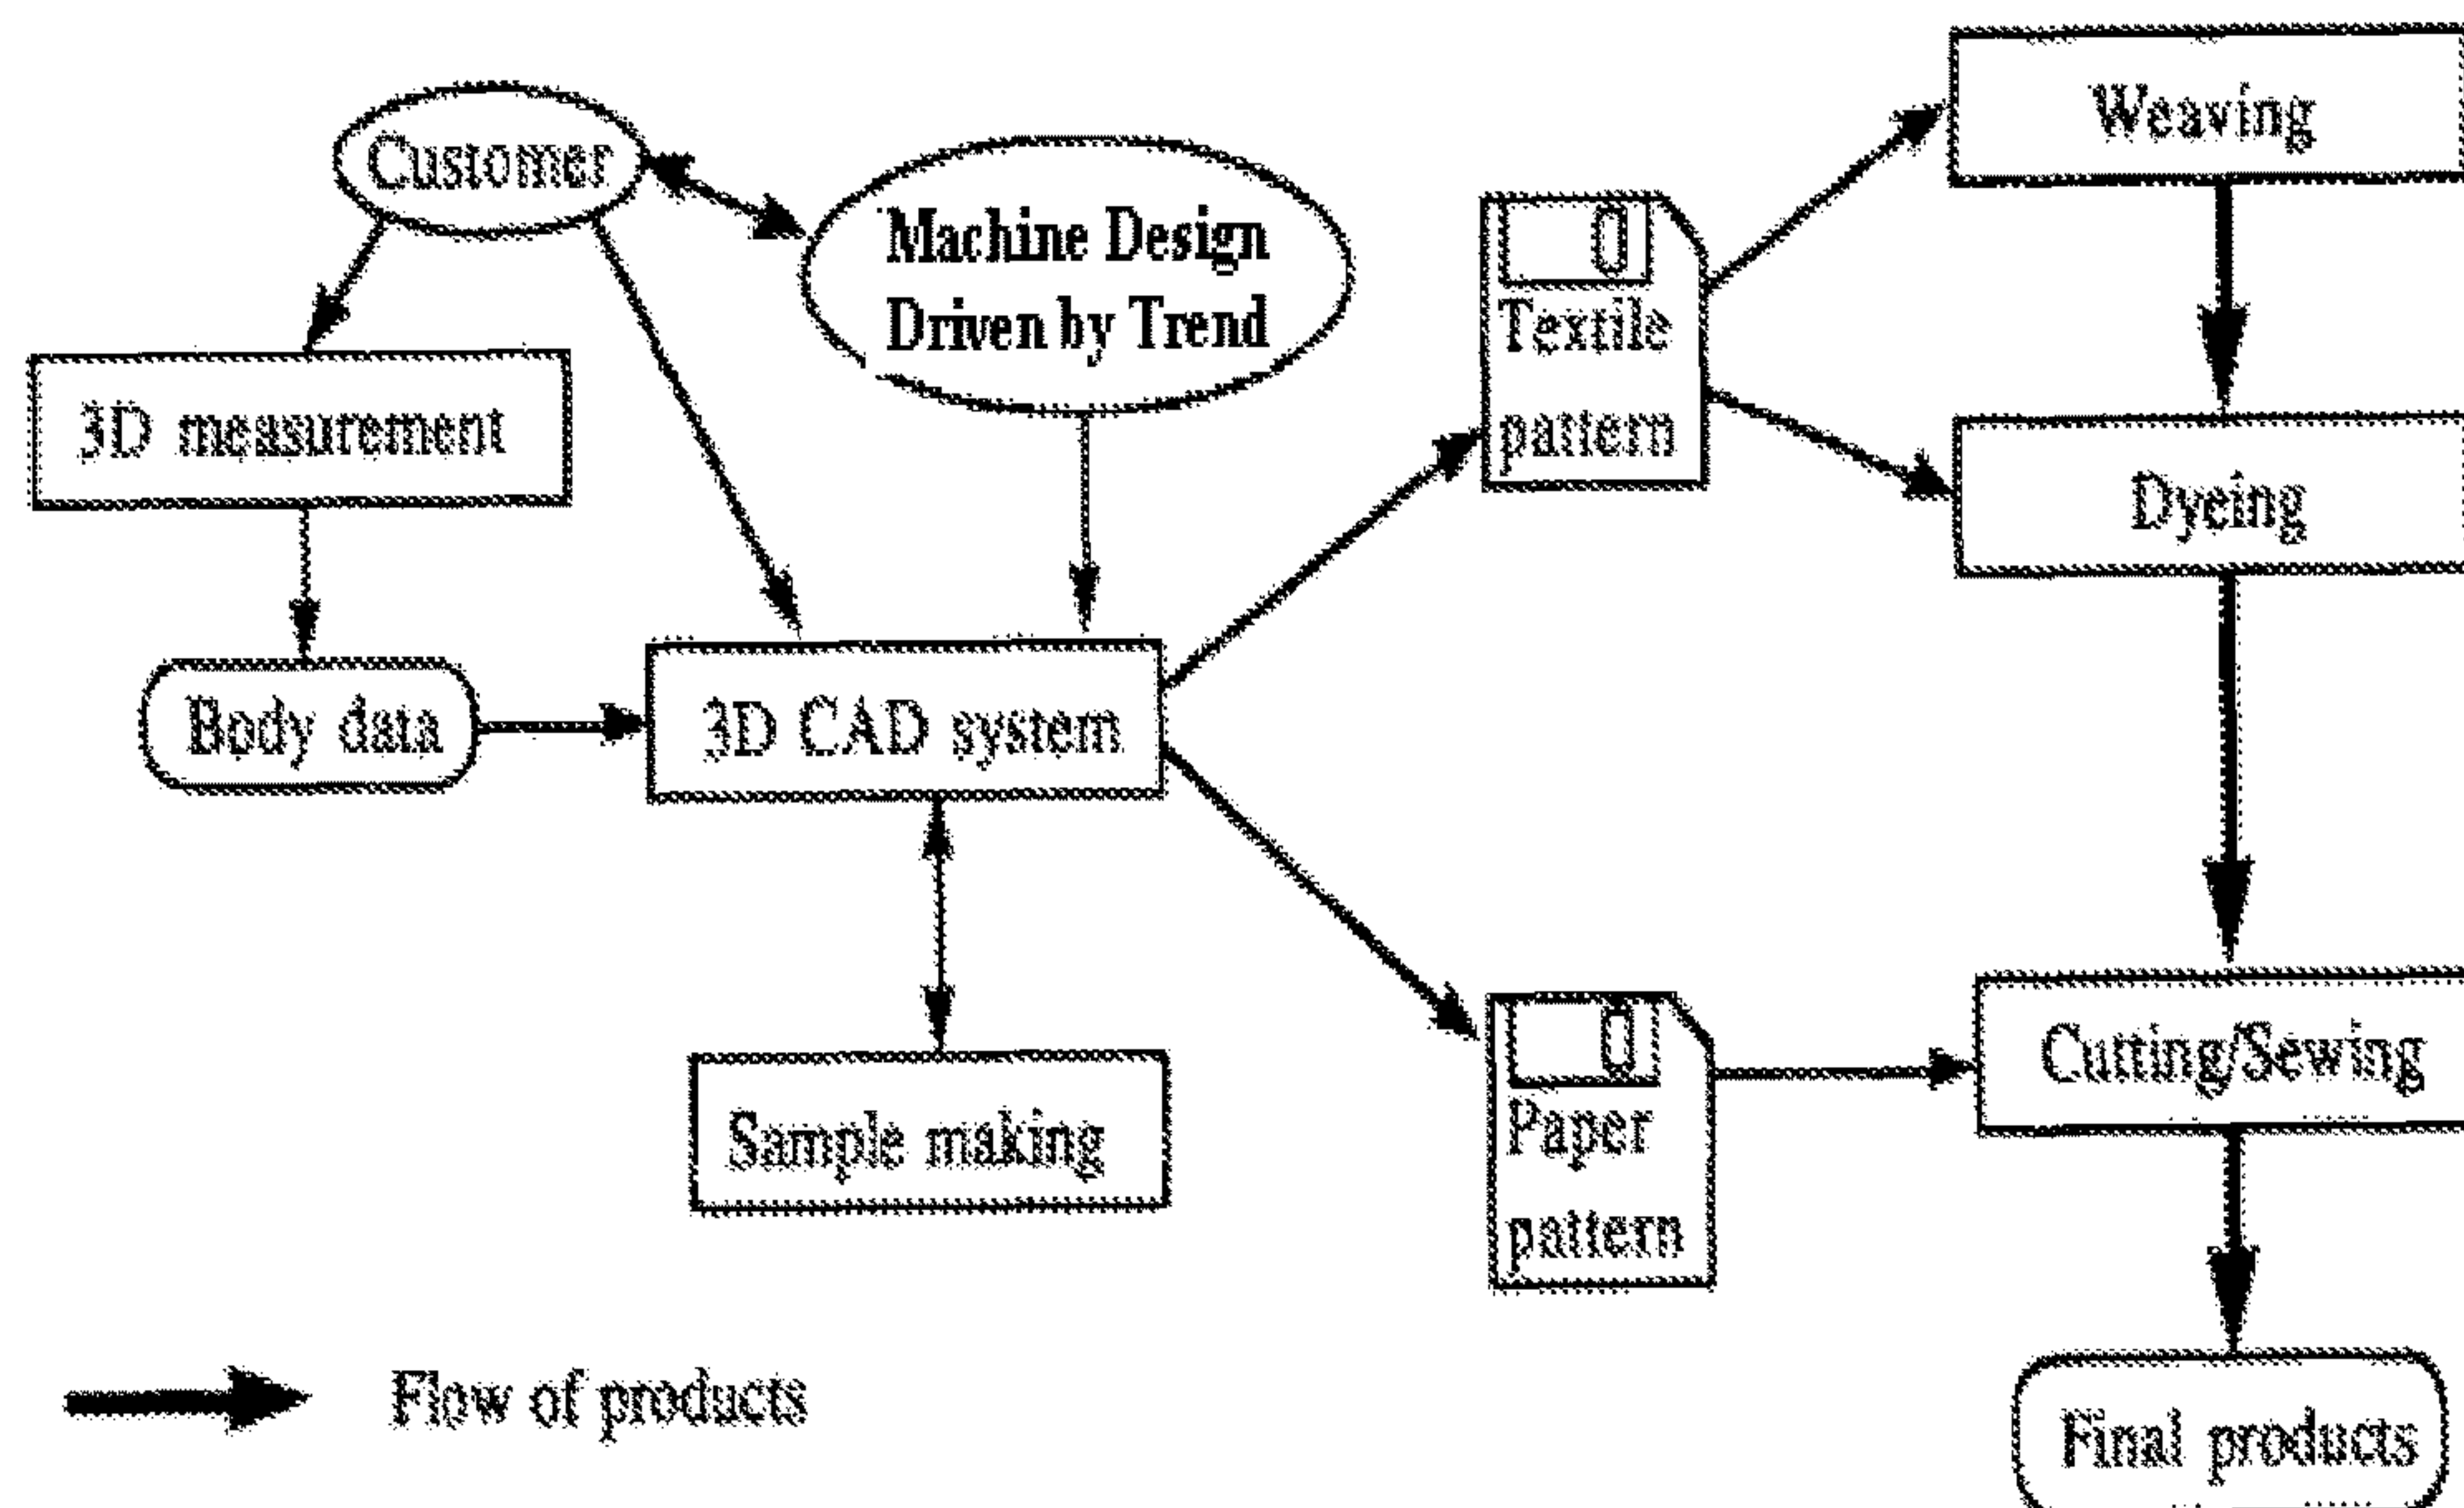 Customer
Machine Design
Driven by Trend
3D measurement
Body data
3D CAD system
Sample making
Textile
pattern
Paper
pattern
Weaving
Dyeing
Cutting/Sewing
Final products
Flow of products